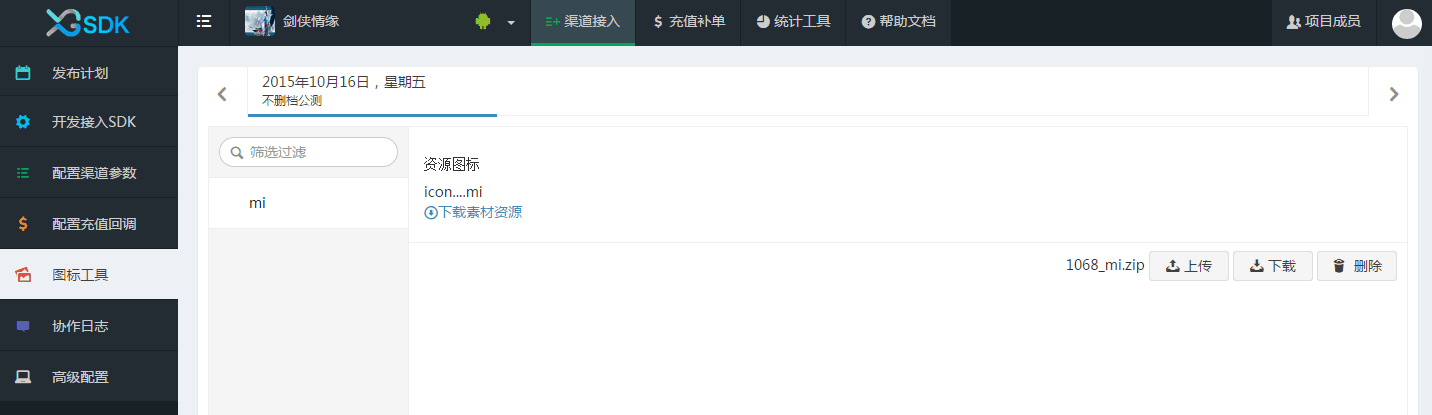 XGSDK
剑侠情缘
渠道接入
充值补单
统计工具
帮助文档
项目成员
发布计划
开发接入SDK
配置渠道参数
配置充值回调
图标工具
协作日志
高级配置
2015年10月16日，星期五
不删档公测
筛选过滤
mi
资源图标
icon....mi
下载素材资源
1068_mi.zip 上传 下载 删除